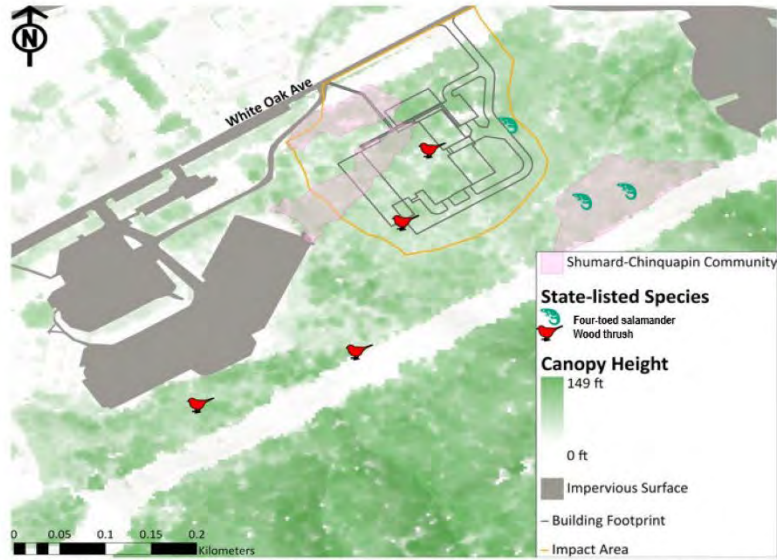 N
White Oak Ave
Shumard-Chinquapin Community
State-listed Species
Four-toed salamander
Wood thrush
Canopy Height
149 ft
0 ft
Impervious Surface
Building Footprint
Impact Area
0 0.05 0.1 0.15 0.2
Kilometers